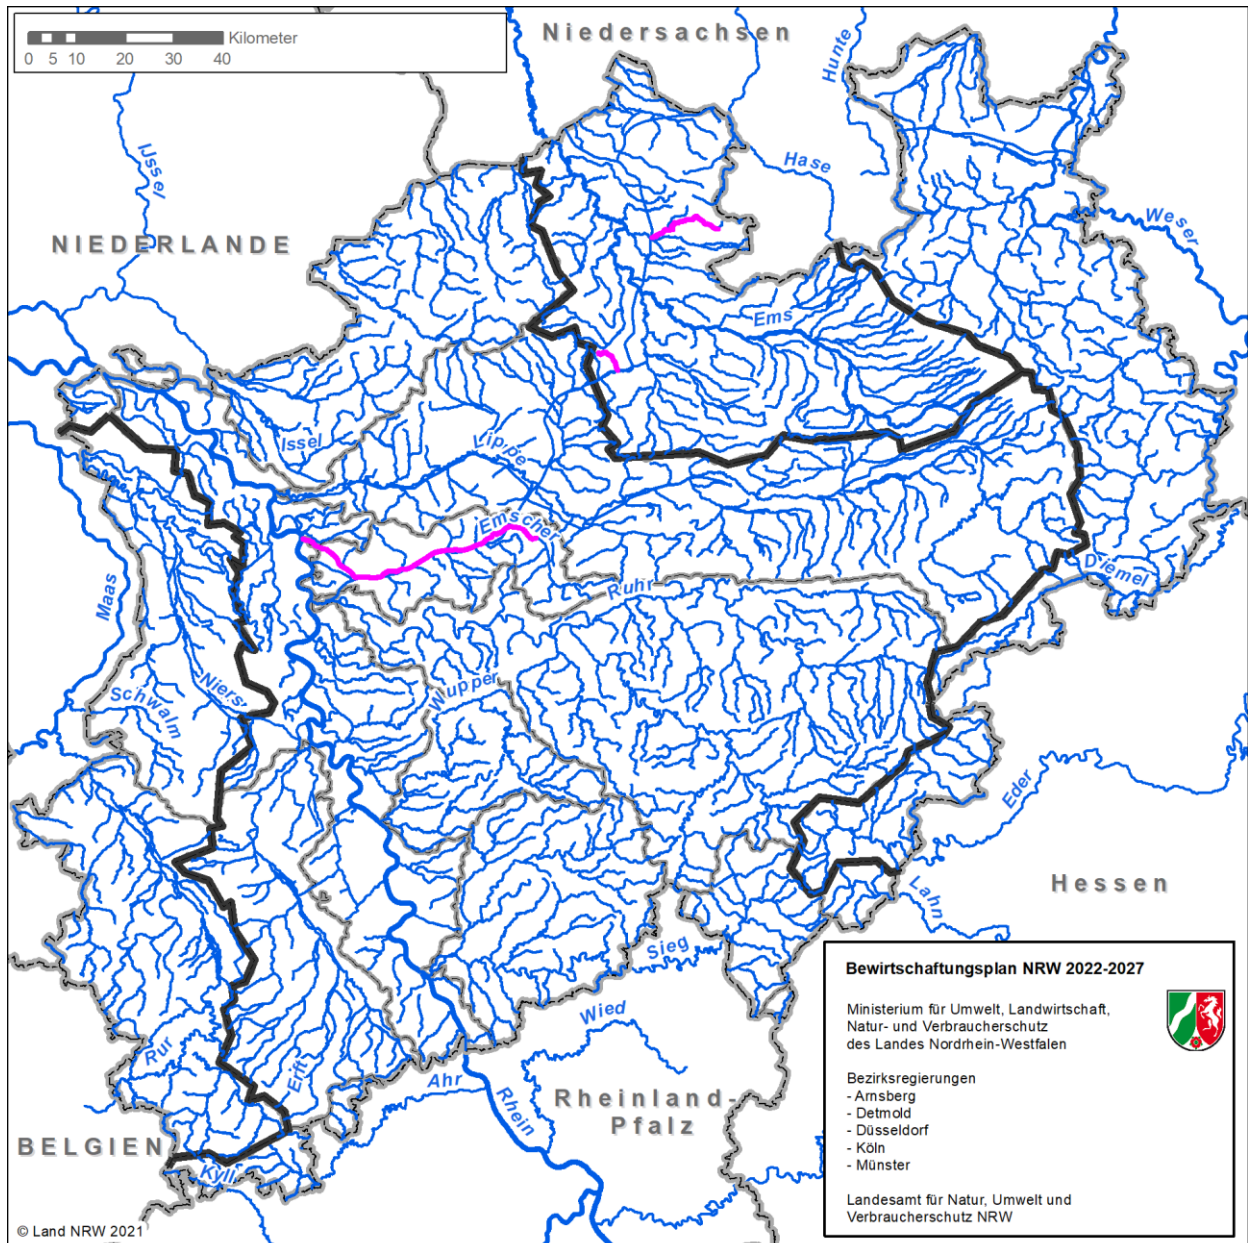 Kilometer
0 5 10 20 30 40
Niedersachsen
Hunte
IJssel
Hase
Weser
NIEDERLANDE
Ems
Issel
Lippe
Emscher
Maas
Diemel
Ruhr
Niers
Schwalm
Wupper
Eder
Lahn
Hessen
Sieg
Wied
Rur
Erft
Ahr
Rhein
Rheinland-
Pfalz
BELGIEN
Kyll
Bewirtschaftungsplan NRW 2022-2027
Ministerium für Umwelt, Landwirtschaft,
Natur- und Verbraucherschutz
des Landes Nordrhein-Westfalen
Bezirksregierungen
- Arnsberg
- Detmold
- Düsseldorf
- Köln
- Münster
Landesamt für Natur, Umwelt und
Verbraucherschutz NRW
© Land NRW 2021